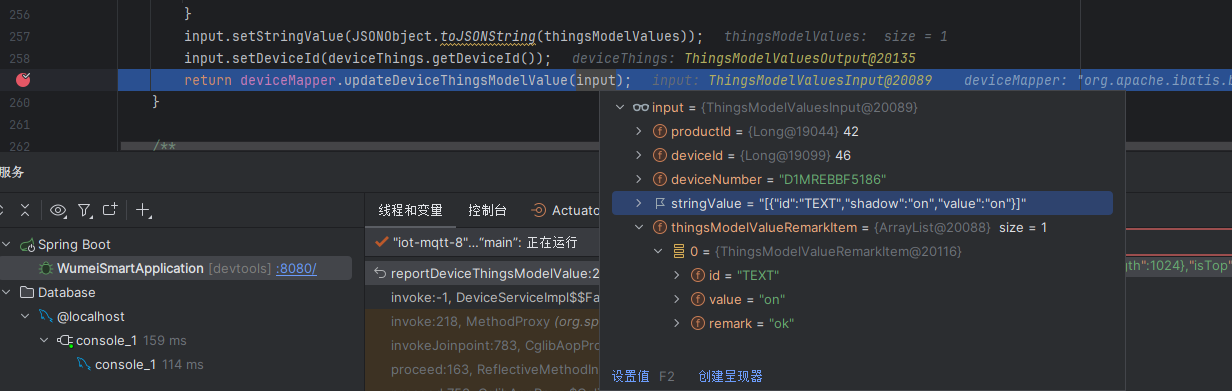 256
}
257 input.setStringValue(JSONObject.toJSONString(thingsModelValues)); thingsModelValues: size = 1
258 input.setDeviceId(deviceThings.getDeviceId()); deviceThings: ThingsModelValuesOutput@20135
return deviceMapper.updateDeviceThingsModelValue(input); input: ThingsModelValuesInput@20089 deviceMapper: "org.apache.ibatis.b
260 }
261
262 /**
input = {ThingsModelValuesInput@20089}
productId = {Long@19044} 42
deviceId = {Long@19099} 46
deviceNumber = "D1MREBBF5186"
stringValue = "[{"id":"TEXT","shadow":"on","value":"on"}]"
thingsModelValueRemarkItem = {ArrayList@20088} size = 1
0 = {ThingsModelValueRemarkItem@20116}
id = "TEXT"
value = "on"
remark = "ok"
设置值 F2 创建呈现器
服务
Spring Boot
WumeiSmartApplication [devtools] :8080/
Database
@localhost
console_1 159 ms
console_1 114 ms
线程和变量 控制台 Actuato
"iot-mqtt-8"..."main": 正在运行
reportDeviceThingsModelValue:2
invoke:-1, DeviceServiceImpl$$Fa
invoke:218, MethodProxy (org.sp
invokeJoinpoint:783, CglibAopPro
proceed:163, ReflectiveMethodIn
gth":1024},"isTop"